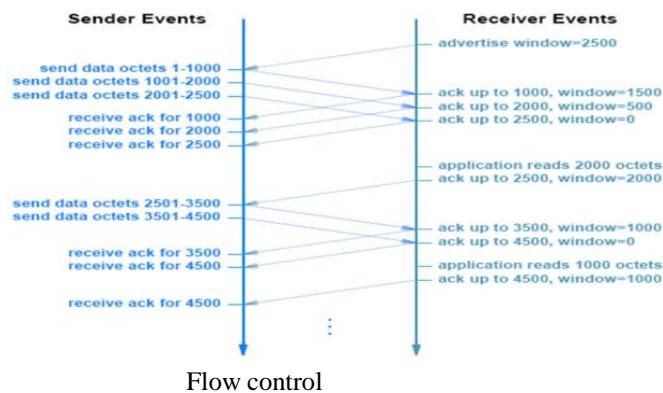 Sender Events
Receiver Events
advertise window=2500
send data octets 1-1000
send data octets 1001-2000
send data octets 2001-2500
ack up to 1000, window=1500
ack up to 2000, window=500
ack up to 2500, window=0
receive ack for 1000
receive ack for 2000
receive ack for 2500
application reads 2000 octets
ack up to 2500, window=2000
send data octets 2501-3500
send data octets 3501-4500
ack up to 3500, window=1000
ack up to 4500, window=0
receive ack for 3500
receive ack for 4500
application reads 1000 octets
ack up to 4500, window=1000
receive ack for 4500
Flow control